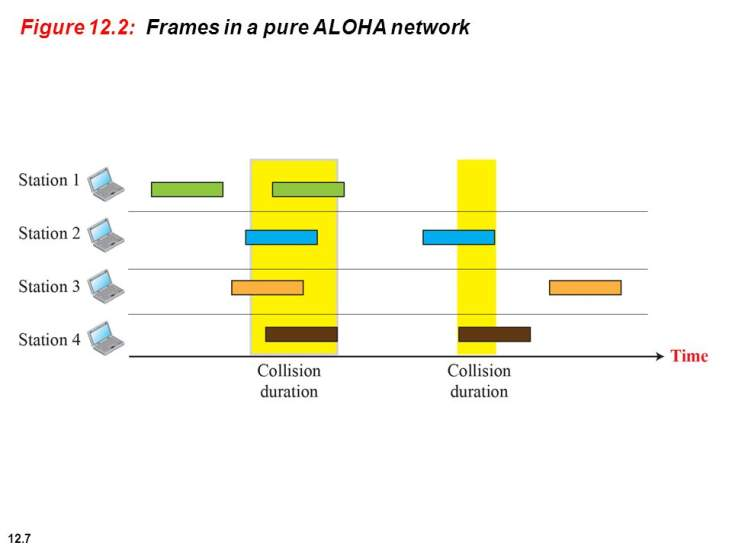 Figure 12.2: Frames in a pure ALOHA network
Station 1
Station 2
Station 3
Station 4
Time
Collision
duration
Collision
duration
12.7